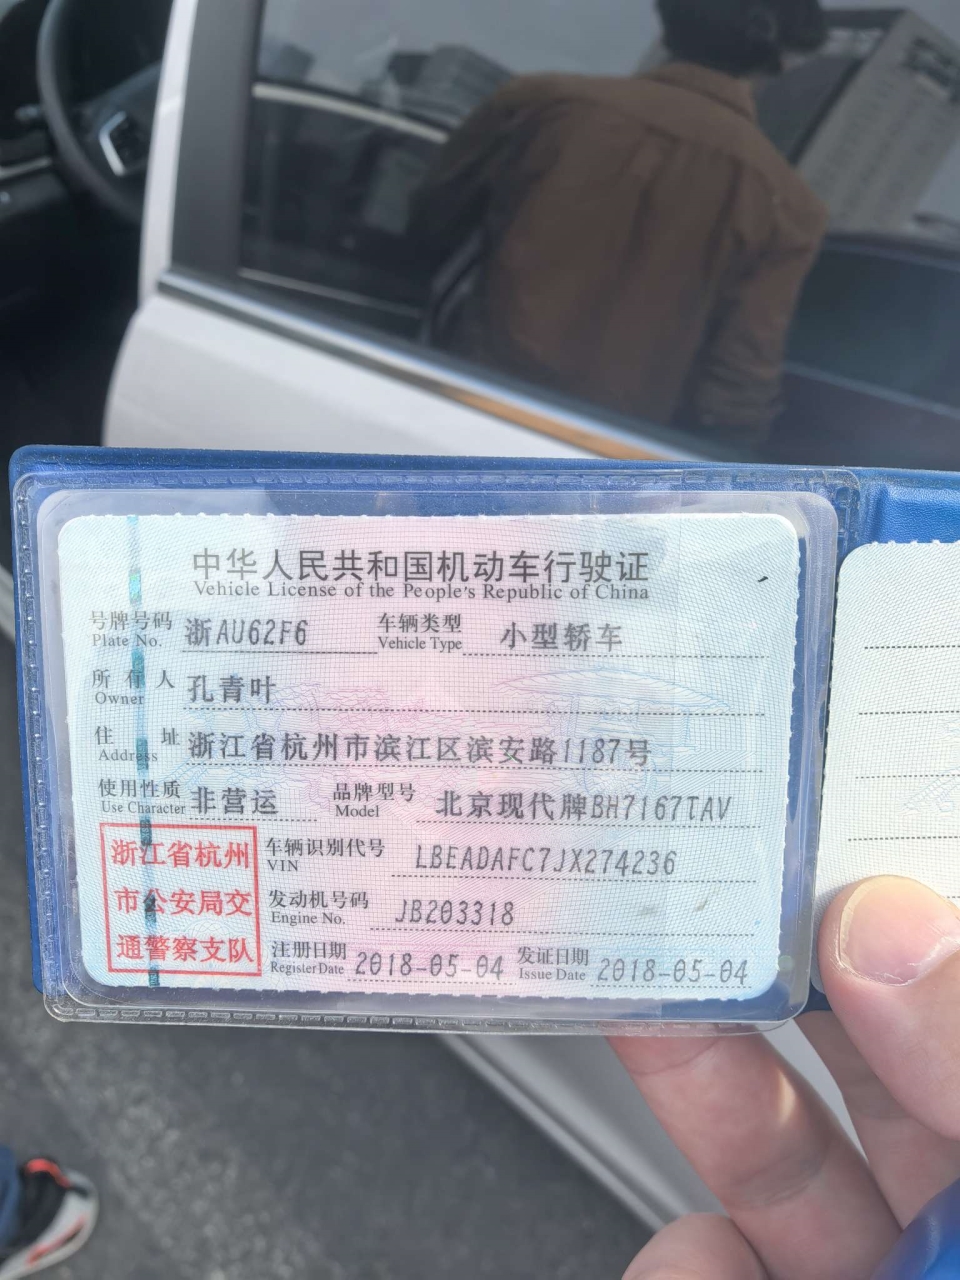 中华人民共和国机动车行驶证
Vehicle License of the People's Republic of China
号牌号码 浙AU62F6 车辆类型 小型轿车
Plate No. Vehicle Type
所有人 孔青叶
Owner
住址 浙江省杭州市滨江区滨安路1187号
Address
使用性质 非营运 品牌型号 北京现代牌BH7167TAV
Use Character Model
浙江省杭州
市公安局交
通警察支队
车辆识别代号 LBEADAFC7JX274236
VIN
发动机号码 JB203318
Engine No.
注册日期 2018-05-04 发证日期 2018-05-04
Register Date Issue Date